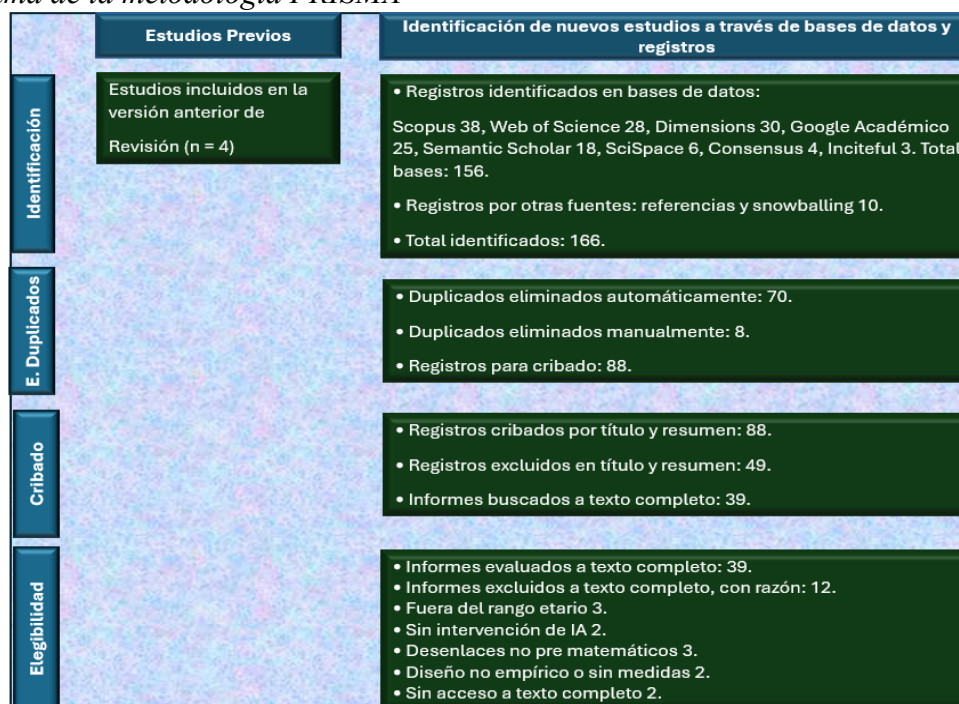 de la metodología PRISMA
Estudios Previos
Identificación de nuevos estudios a través de bases de datos y
registros
Identificación
Estudios incluidos en la
versión anterior de
Revisión (n = 4)
• Registros identificados en bases de datos:
Scopus 38, Web of Science 28, Dimensions 30, Google Académico
25, Semantic Scholar 18, SciSpace 6, Consensus 4, Inciteful 3. Total
bases: 156.
• Registros por otras fuentes: referencias y snowballing 10.
• Total identificados: 166.
E. Duplicados
• Duplicados eliminados automáticamente: 70.
• Duplicados eliminados manualmente: 8.
• Registros para cribado: 88.
Cribado
• Registros cribados por título y resumen: 88.
• Registros excluidos en título y resumen: 49.
• Informes buscados a texto completo: 39.
Elegibilidad
• Informes evaluados a texto completo: 39.
• Informes excluidos a texto completo, con razón: 12.
• Fuera del rango etario 3.
• Sin intervención de IA 2.
• Desenlaces no pre matemáticos 3.
• Diseño no empírico o sin medidas 2.
• Sin acceso a texto completo 2.